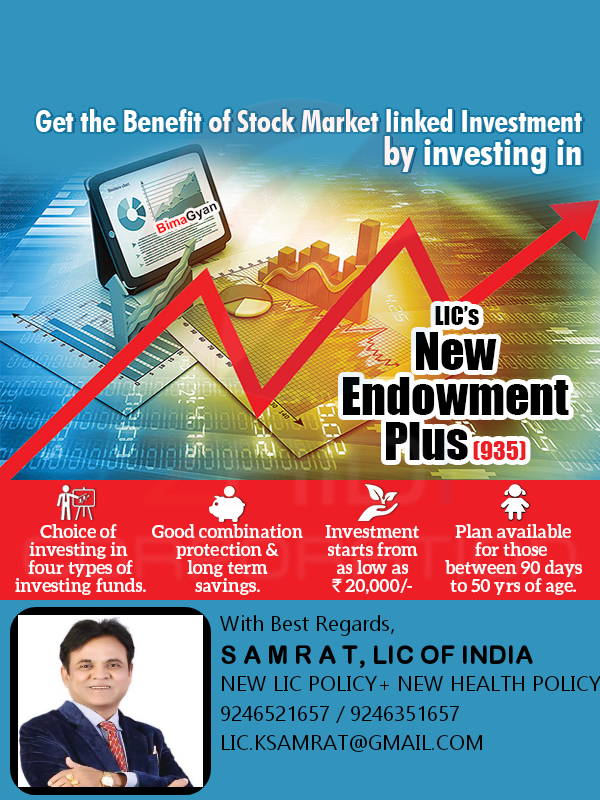 Get the Benefit of Stock Market linked Investment
by investing in
BimaGyan
LIC's
New
Endowment
Plus (935)
Choice of
investing in
four types of
investing funds.
Good combination
protection &
long term
savings.
Investment
starts from
as low as
₹ 20,000/-
Plan available
for those
between 90 days
to 50 yrs of age.
With Best Regards,
S A M R A T, LIC OF INDIA
NEW LIC POLICY+ NEW HEALTH POLICY
9246521657 / 9246351657
LIC.KSAMRAT@GMAIL.COM